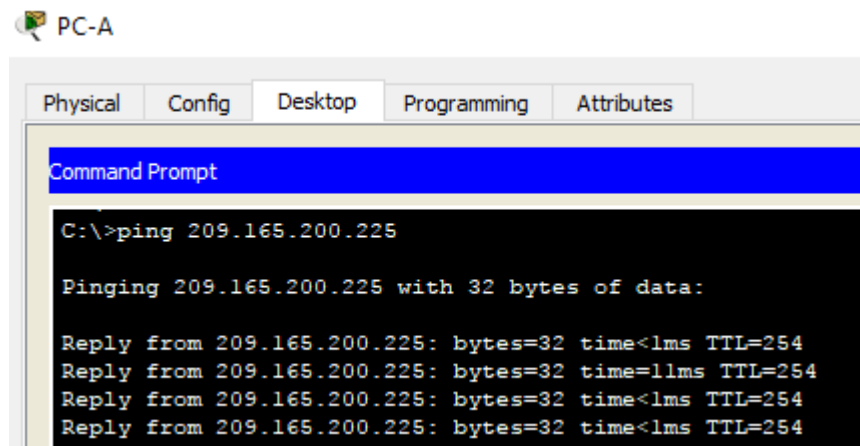 PC-A
Physical Config Desktop Programming Attributes
Command Prompt
C:\>ping 209.165.200.225
Pinging 209.165.200.225 with 32 bytes of data:
Reply from 209.165.200.225: bytes=32 time<1ms TTL=254
Reply from 209.165.200.225: bytes=32 time=11ms TTL=254
Reply from 209.165.200.225: bytes=32 time<1ms TTL=254
Reply from 209.165.200.225: bytes=32 time<1ms TTL=254